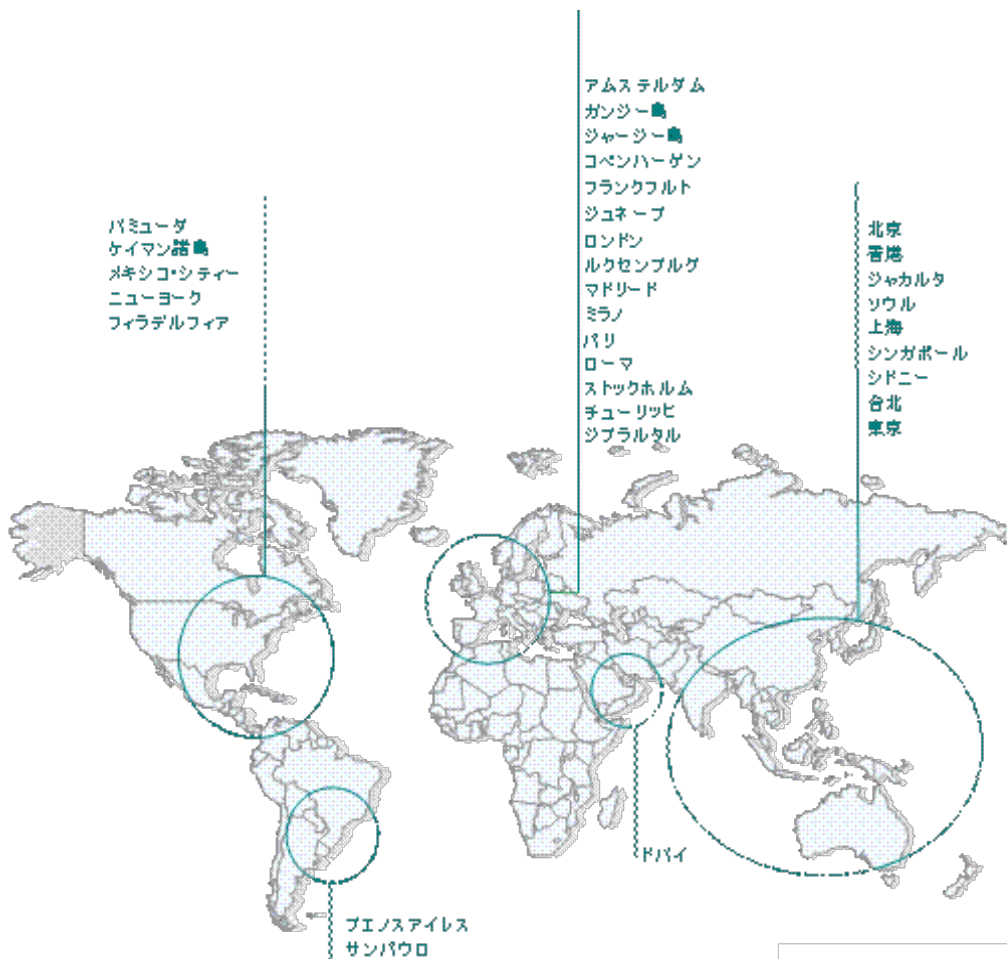 アムステルダム
ガンジー島
ジャージー島
コペンハーゲン
フランクフルト
ジュネーブ
ロンドン
ルクセンブルグ
マドリード
ミラノ
パリ
ローマ
ストックホルム
チューリッヒ
ジブラルタル
バミューダ
ケイマン諸島
メキシコ・シティー
ニューヨーク
フィラデルフィア
北京
香港
ジャカルタ
ソウル
上海
シンガポール
シドニー
台北
東京
ドバイ
ブエノスアイレス
サンパウロ